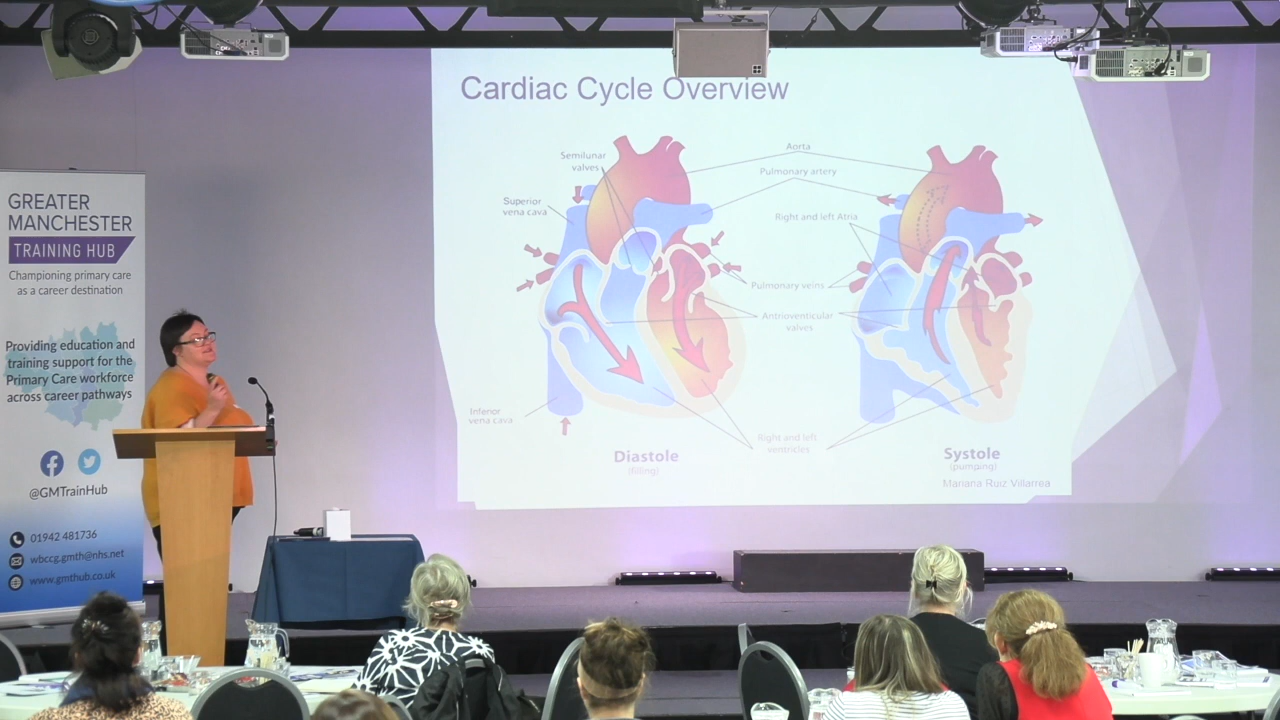 GREATER
MANCHESTER
TRAINING HUB
Championing primary care
as a career destination
Providing education and
training support for the
Primary Care workforce
across career pathways
@GMTrainHub
01942 481736
wbccg.gmth@nhs.net
www.gmthub.co.uk
Cardiac Cycle Overview
Semilunar
valves
Superior
vena cava
Inferior
vena cava
Aorta
Pulmonary artery
Right and left Atria
Pulmonary veins
Antrioventicular
valves
Right and left
ventricles
Diastole
(filling)
Systole
(pumping)
Mariana Ruiz Villarrea